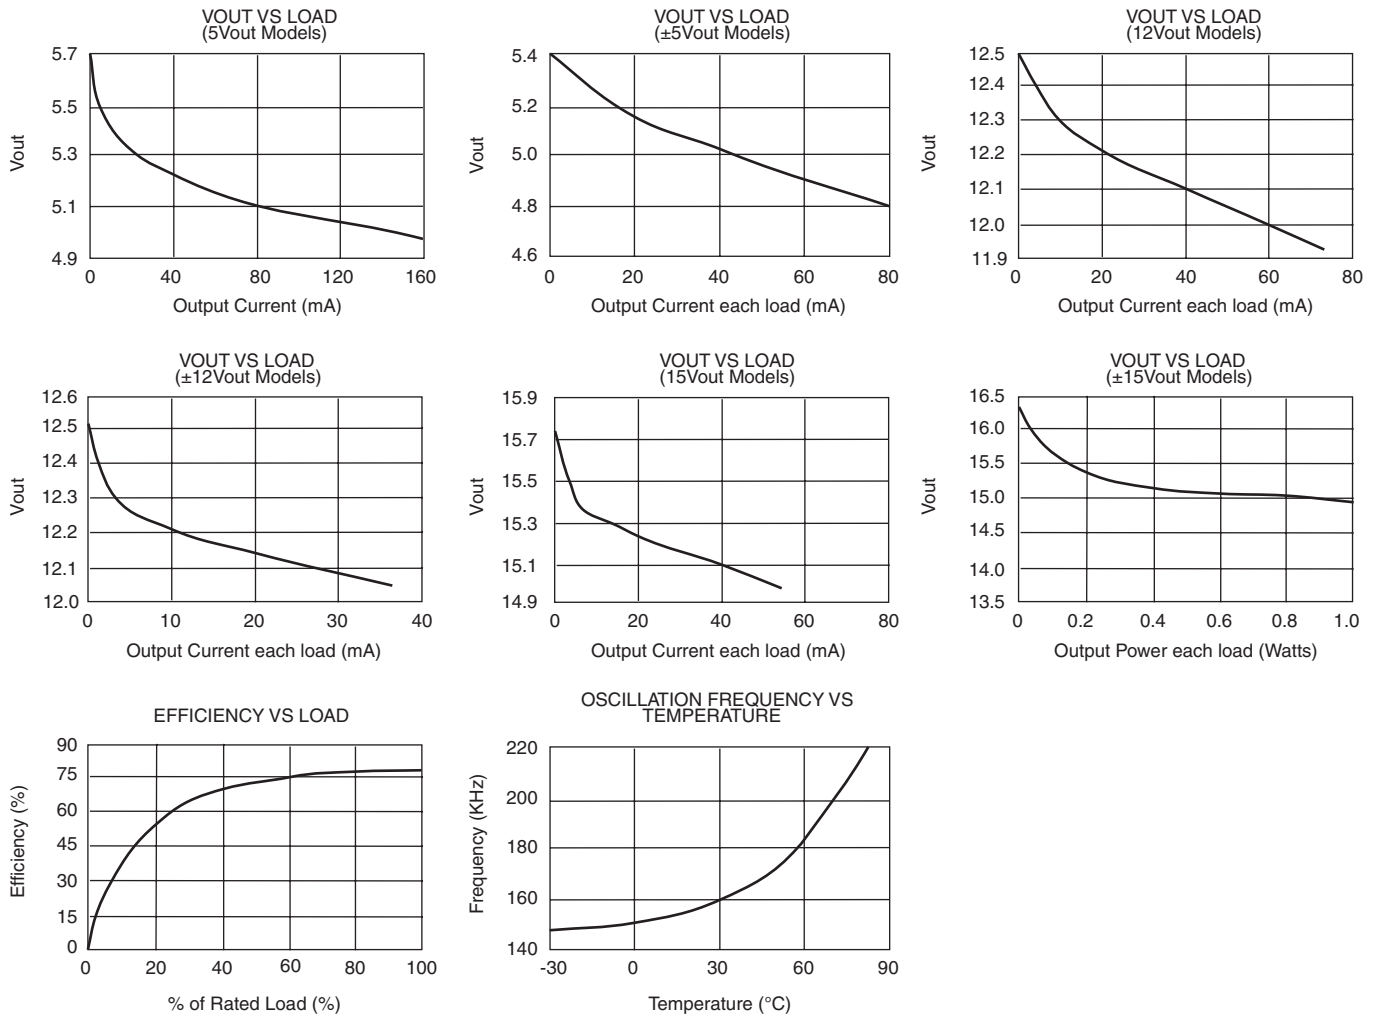 VOUT VS LOAD
(5Vout Models)
5.7
5.5
5.3
5.1
4.9
Vout
0 40 80 120 160
Output Current (mA)
VOUT VS LOAD
(±5Vout Models)
5.4
5.2
5.0
4.8
4.6
Vout
0 20 40 60 80
Output Current each load (mA)
VOUT VS LOAD
(12Vout Models)
12.5
12.4
12.3
12.2
12.1
12.0
11.9
Vout
0 20 40 60 80
Output Current each load (mA)
VOUT VS LOAD
(±12Vout Models)
12.6
12.5
12.4
12.3
12.2
12.1
12.0
Vout
0 10 20 30 40
Output Current each load (mA)
VOUT VS LOAD
(15Vout Models)
15.9
15.7
15.5
15.3
15.1
14.9
Vout
0 20 40 60 80
Output Current each load (mA)
VOUT VS LOAD
(±15Vout Models)
16.5
16.0
15.5
15.0
14.5
14.0
13.5
Vout
0 0.2 0.4 0.6 0.8 1.0
Output Power each load (Watts)
EFFICIENCY VS LOAD
90
75
60
45
30
15
0
Efficiency (%)
0 20 40 60 80 100
% of Rated Load (%)
OSCILLATION FREQUENCY VS
TEMPERATURE
220
200
180
160
140
Frequency (KHz)
-30 0 30 60 90
Temperature (°C)